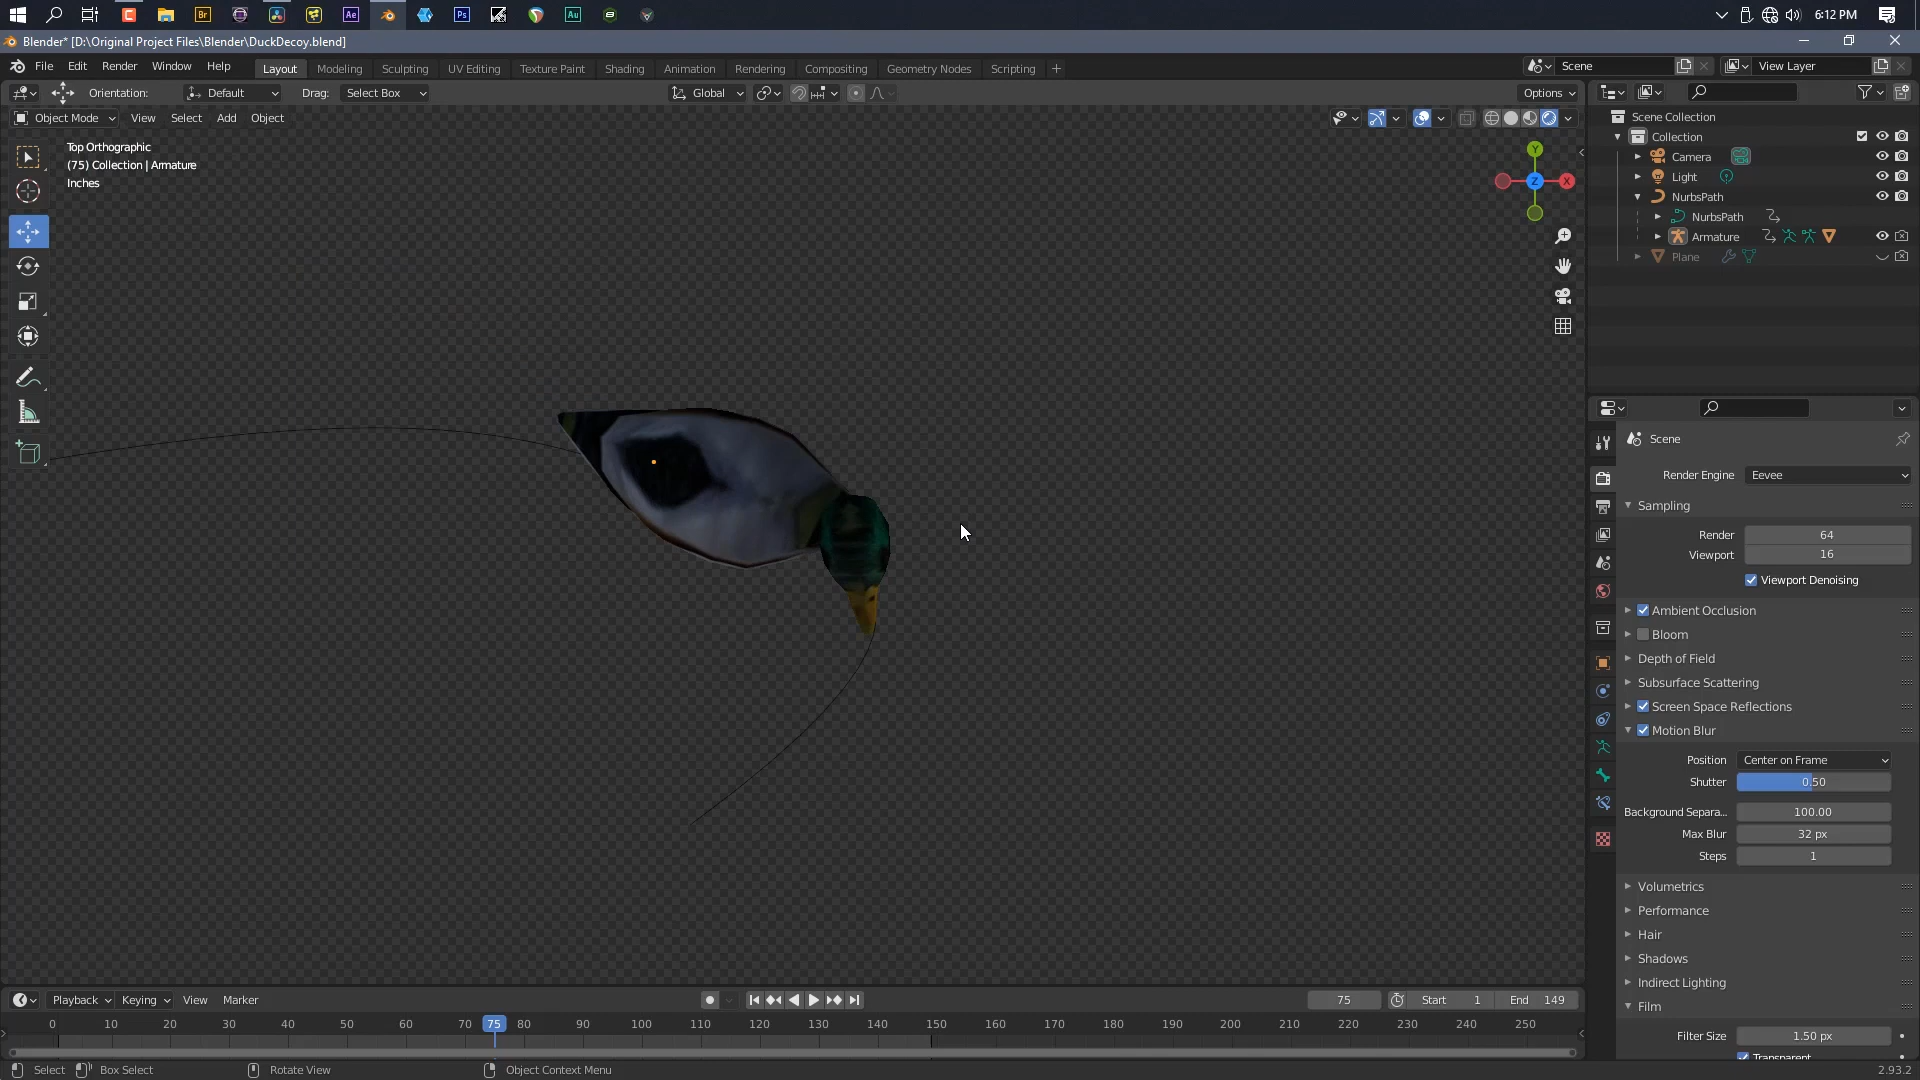 Br
Ae
Ps
Au
6:12 PM
Blender* [D:\Original Project Files\Blender\DuckDecoy.blend]
File Edit Render Window Help
Layout Modeling Sculpting UV Editing Texture Paint Shading Animation Rendering Compositing Geometry Nodes Scripting +
Scene
View Layer
Orientation: Default Drag: Select Box
Global
Options
Object Mode View Select Add Object
Top Orthographic
(75) Collection | Armature
Inches
Y
Z
X
Scene Collection
Collection
Camera
Light
NurbsPath
NurbsPath
Armature
Plane
Scene
Render Engine Eevee
Sampling
Render 64
Viewport 16
Viewport Denoising
Ambient Occlusion
Bloom
Depth of Field
Subsurface Scattering
Screen Space Reflections
Motion Blur
Position Center on Frame
Shutter 0.50
Background Separa... 100.00
Max Blur 32 px
Steps 1
Volumetrics
Performance
Hair
Shadows
Indirect Lighting
Film
Filter Size 1.50 px
Transparent
Playback Keying View Marker
75 Start 1 End 149
0 10 20 30 40 50 60 70 75 80 90 100 110 120 130 140 150 160 170 180 190 200 210 220 230 240 250
Select Box Select Rotate View Object Context Menu 2.93.2